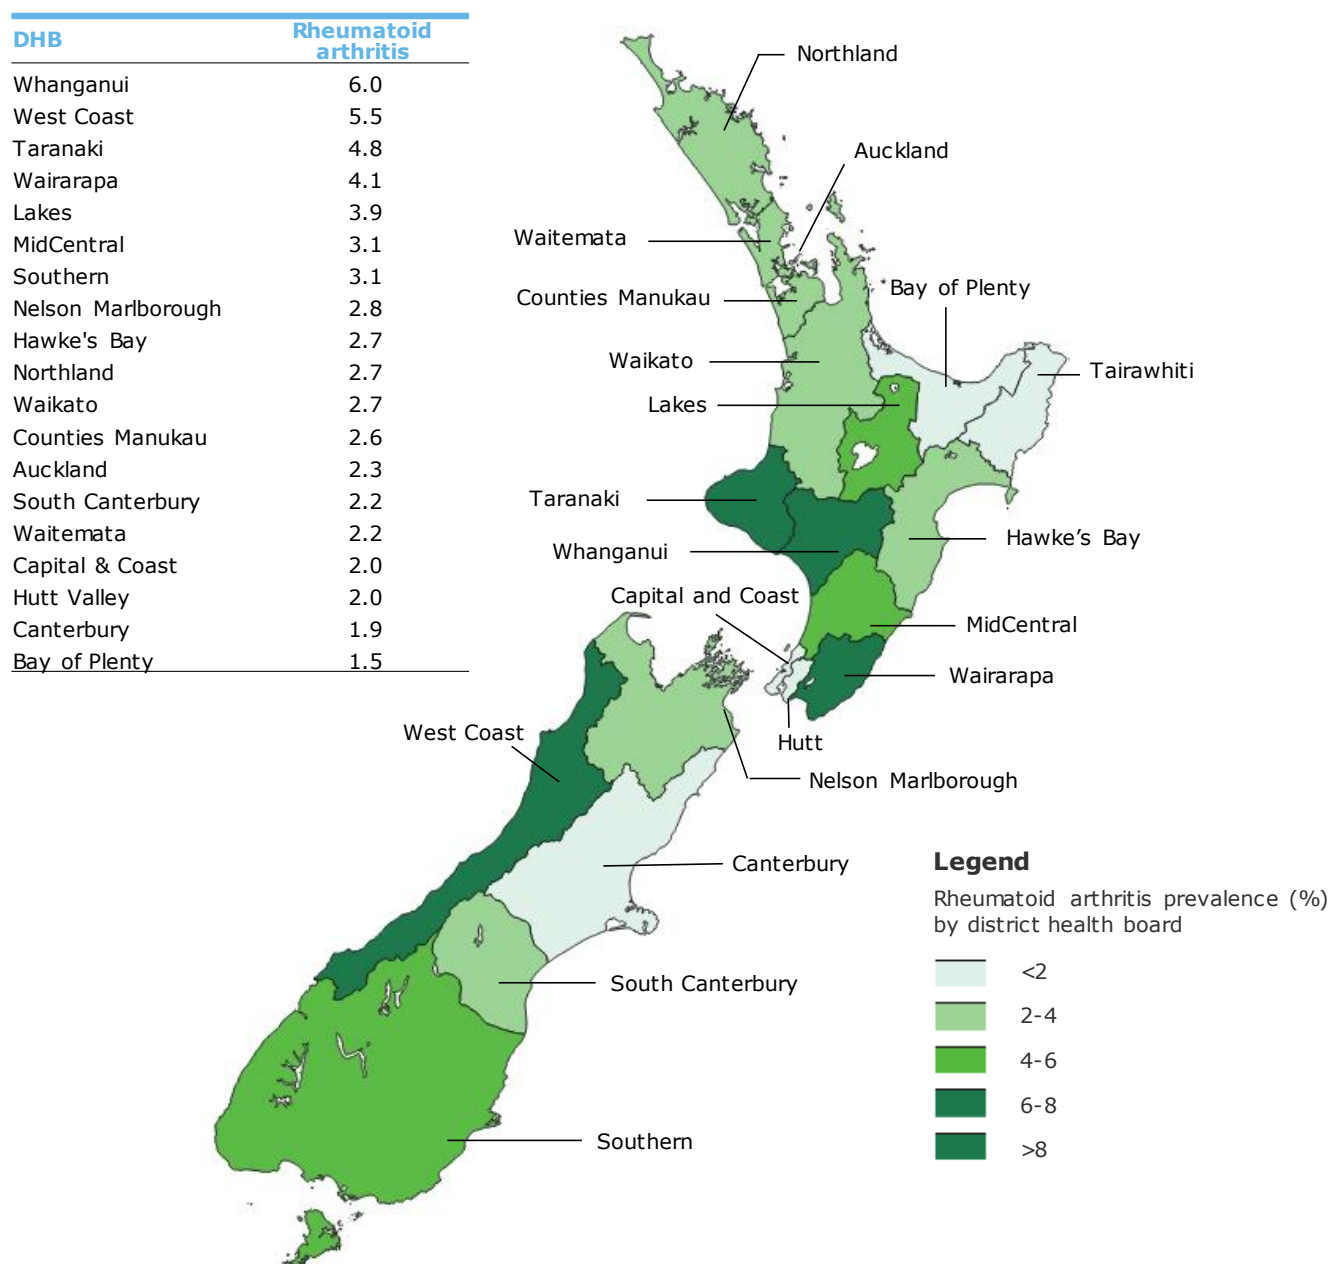 DHB Rheumatoid arthritis
Whanganui 6.0
West Coast 5.5
Taranaki 4.8
Wairarapa 4.1
Lakes 3.9
MidCentral 3.1
Southern 3.1
Nelson Marlborough 2.8
Hawke's Bay 2.7
Northland 2.7
Waikato 2.7
Counties Manukau 2.6
Auckland 2.3
South Canterbury 2.2
Waitemata 2.2
Capital & Coast 2.0
Hutt Valley 2.0
Canterbury 1.9
Bay of Plenty 1.5
Northland
Auckland
Waitemata
Bay of Plenty
Counties Manukau
Waikato
Tairawhiti
Lakes
Taranaki
Hawke’s Bay
Whanganui
Capital and Coast
MidCentral
Wairarapa
West Coast
Hutt
Nelson Marlborough
Canterbury
South Canterbury
Southern
Legend
Rheumatoid arthritis prevalence (%)
by district health board
<2
2-4
4-6
6-8
>8